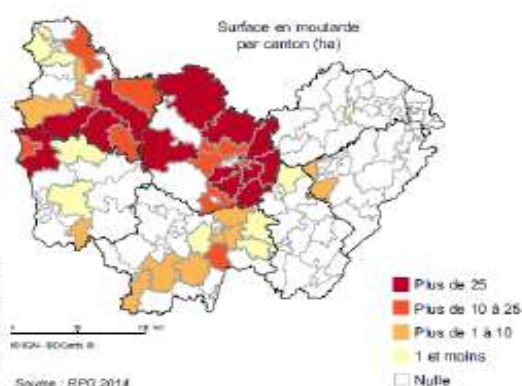 Surface en moutarde
par canton (ha)
Plus de 25
Plus de 10 à 25
Plus de 1 à 10
1 et moins
Nulle
Source : RPG 2014